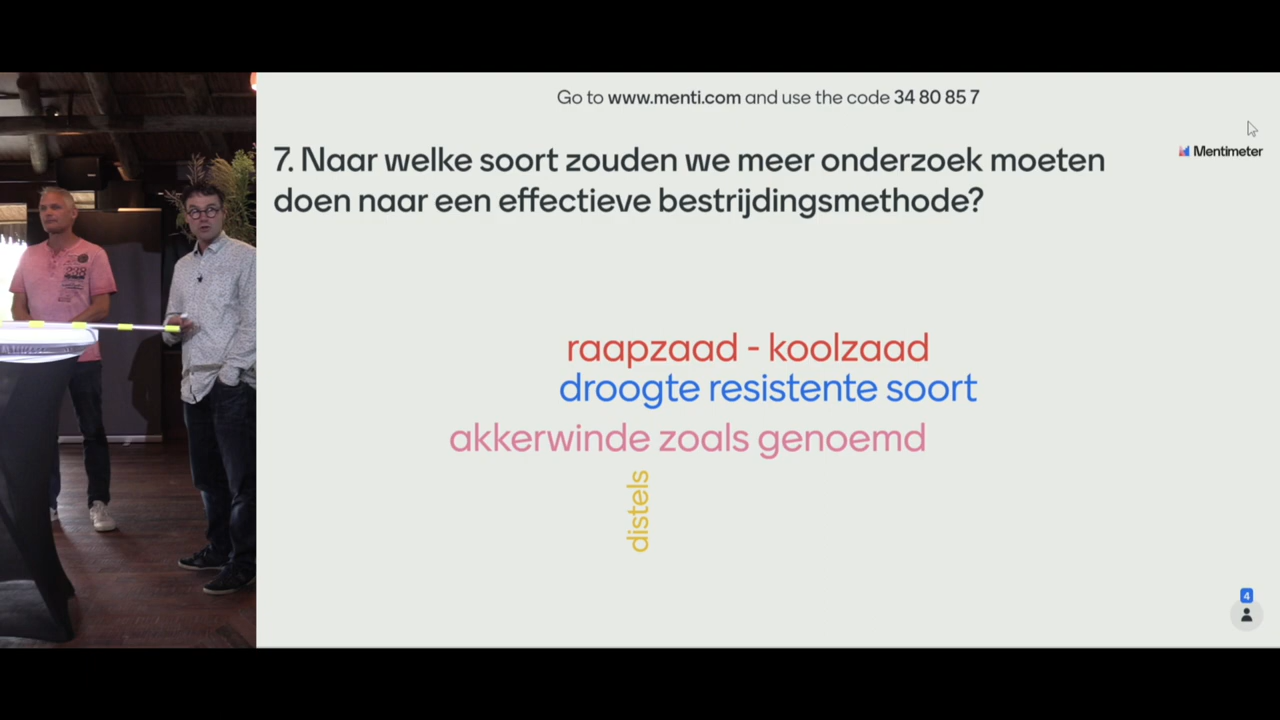 Go to www.menti.com and use the code 34 80 85 7
Mentimeter
7. Naar welke soort zouden we meer onderzoek moeten
doen naar een effectieve bestrijdingsmethode?
raapzaad - koolzaad
droogte resistente soort
akkerwinde zoals genoemd
distels
4